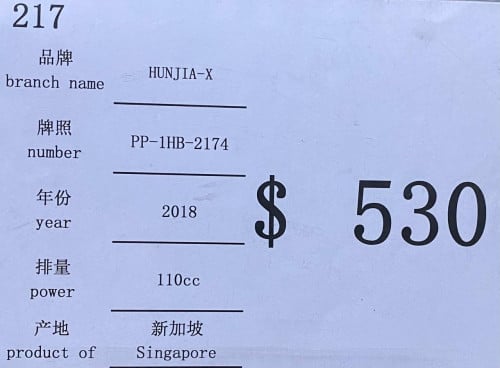 217
品牌
branch name
HUNJIA-X
牌照
number
PP-1HB-2174
年份
year
2018
$ 530
排量
power
110cc
产地
product of
新加坡
Singapore